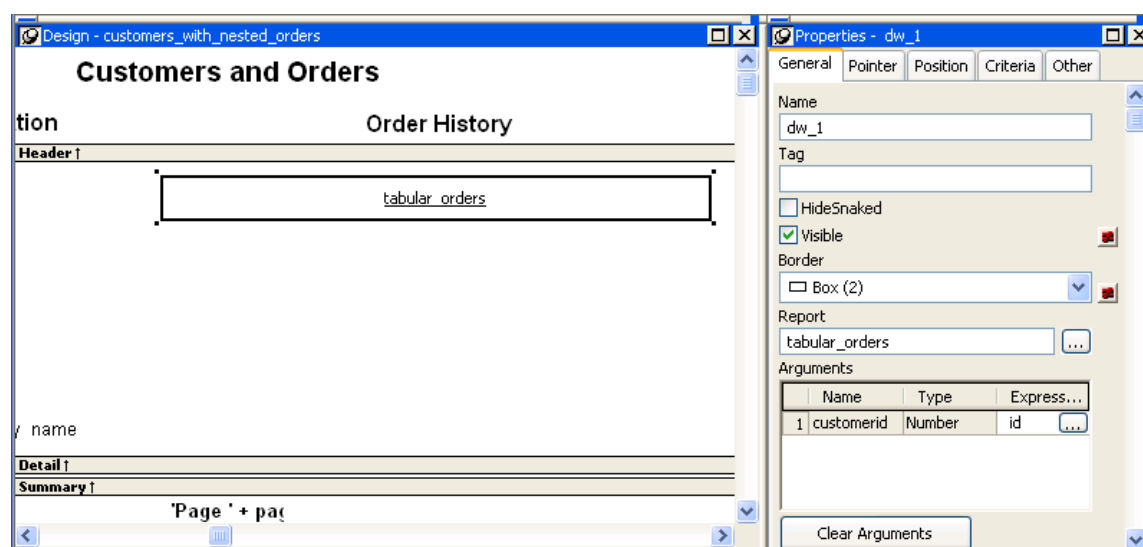 Design - customers_with_nested_orders
Customers and Orders
tion
Order History
Header ↑
tabular_orders
y_name
Detail ↑
Summary ↑
'Page ' + pag
Properties - dw_1
General Pointer Position Criteria Other
Name
dw_1
Tag
HideSnaked
Visible
Border
Box (2)
Report
tabular_orders
...
Arguments
Name Type Express...
1 customerid Number id ...
Clear Arguments